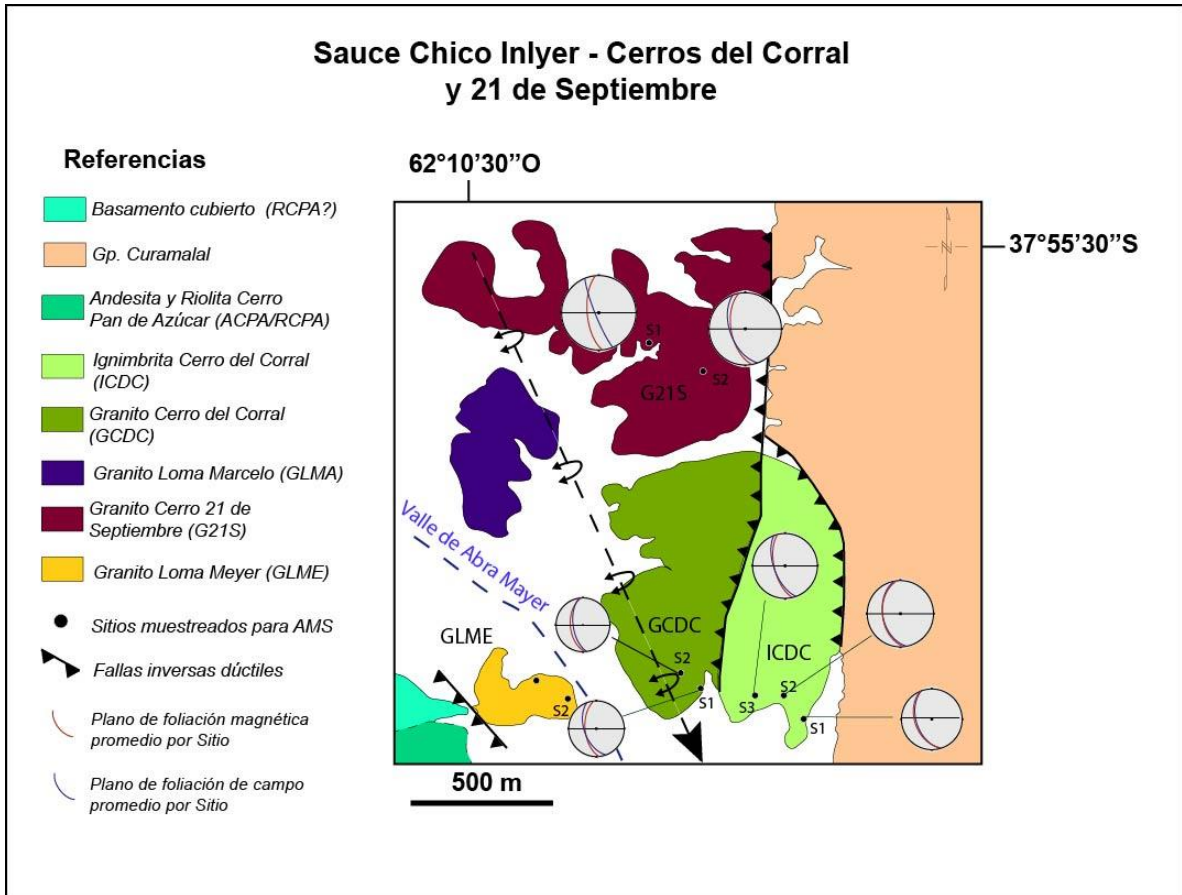 Sauce Chico Inlyer - Cerros del Corral
y 21 de Septiembre
Referencias
Basamento cubierto (RCPA?)
Gp. Curamalal
Andesita y Riolita Cerro
Pan de Azúcar (ACPA/RCPA)
Ignimbrita Cerro del Corral
(ICDC)
Granito Cerro del Corral
(GCDC)
Granito Loma Marcelo (GLMA)
Granito Cerro 21 de
Septiembre (G21S)
Granito Loma Meyer (GLME)
Sitios muestreados para AMS
Fallas inversas dúctiles
Plano de foliación magnética
promedio por Sitio
Plano de foliación de campo
promedio por Sitio
62°10'30''O
37°55'30''S
N
S1
S2
G21S
Valle de Abra Mayer
GLME
S2
GCDC
S2
S1
ICDC
S3
S2
S1
500 m